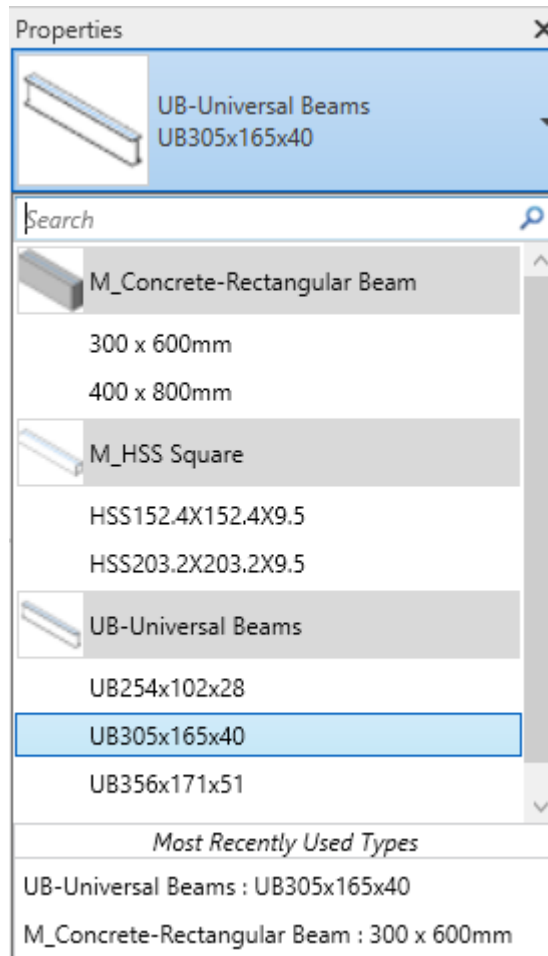 Properties
UB-Universal Beams
UB305x165x40
Search
M_Concrete-Rectangular Beam
300 x 600mm
400 x 800mm
M_HSS Square
HSS152.4X152.4X9.5
HSS203.2X203.2X9.5
UB-Universal Beams
UB254x102x28
UB305x165x40
UB356x171x51
Most Recently Used Types
UB-Universal Beams : UB305x165x40
M_Concrete-Rectangular Beam : 300 x 600mm